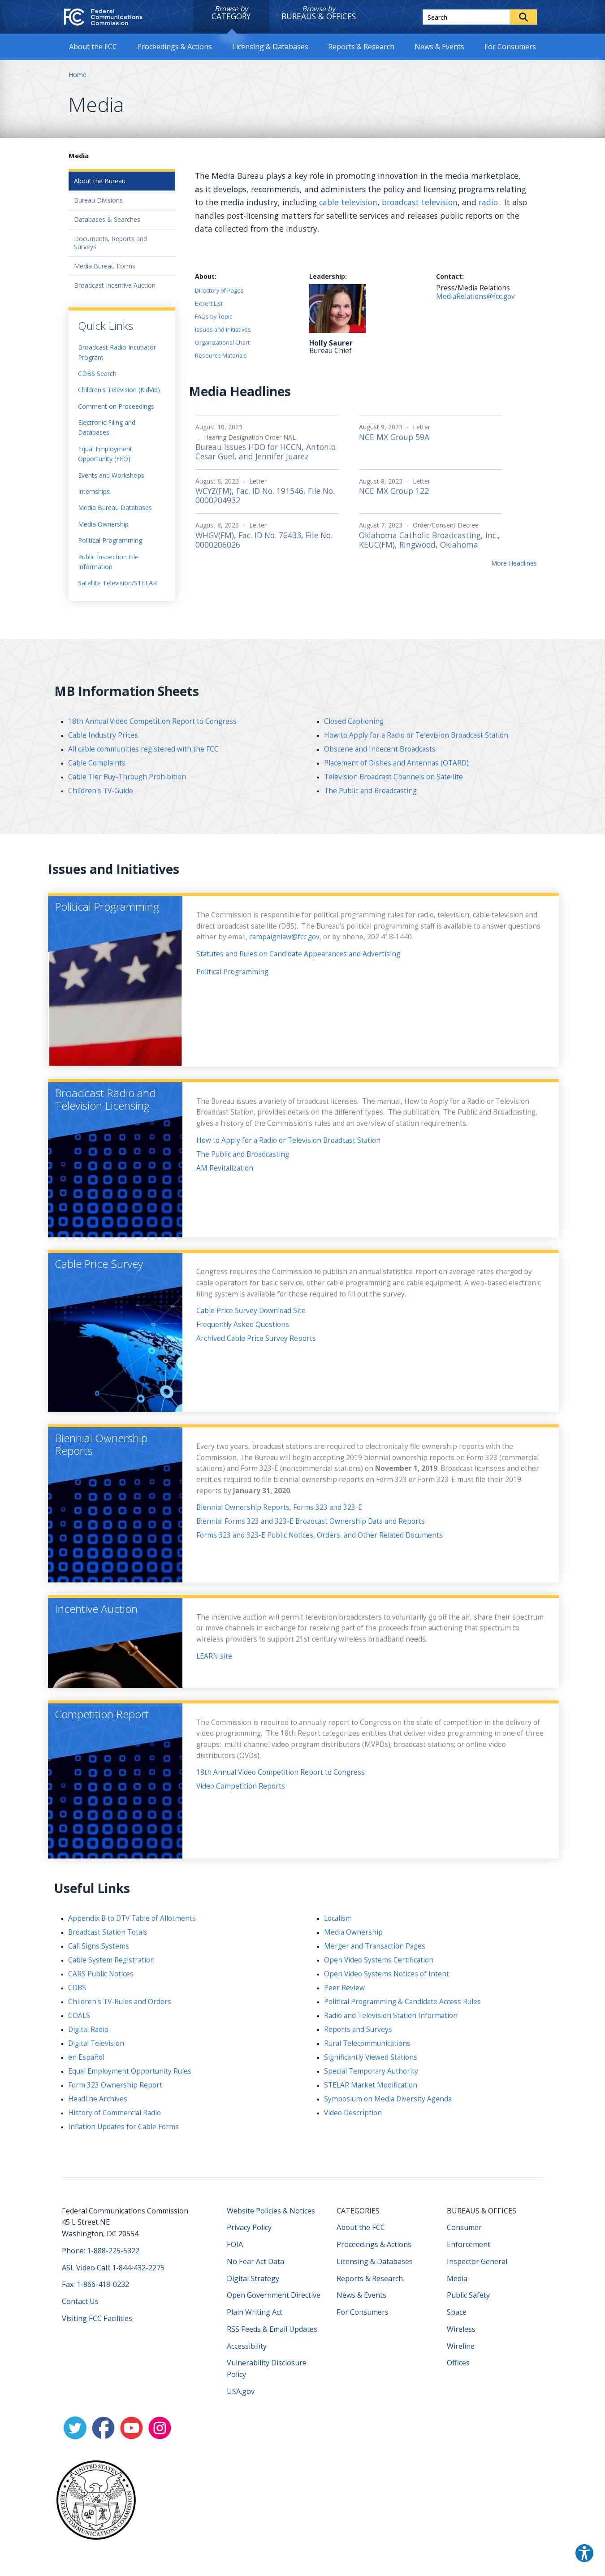 Federal
Communications
Commission
Browse by
CATEGORY
Browse by
BUREAUS & OFFICES
Search
About the FCC
Proceedings & Actions
Licensing & Databases
Reports & Research
News & Events
For Consumers
Home
Media
Media
About the Bureau
Bureau Divisions
Databases & Searches
Documents, Reports and
Surveys
Media Bureau Forms
Broadcast Incentive Auction
Quick Links
Broadcast Radio Incubator
Program
CDBS Search
Children's Television (KidVid)
Comment on Proceedings
Electronic Filing and
Databases
Equal Employment
Opportunity (EEO)
Events and Workshops
Internships
Media Bureau Databases
Media Ownership
Political Programming
Public Inspection File
Information
Satellite Television/STELAR
The Media Bureau plays a key role in promoting innovation in the media marketplace,
as it develops, recommends, and administers the policy and licensing programs relating
to the media industry, including cable television, broadcast television, and radio.  It also
handles post-licensing matters for satellite services and releases public reports on the
data collected from the industry.
About:
Directory of Pages
Expert List
FAQs by Topic
Issues and Initiatives
Organizational Chart
Resource Materials
Leadership:
Holly Saurer
Bureau Chief
Contact:
Press/Media Relations
MediaRelations@fcc.gov
Media Headlines
August 10, 2023
- Hearing Designation Order NAL
Bureau Issues HDO for HCCN, Antonio
Cesar Guel, and Jennifer Juarez
August 9, 2023 - Letter
NCE MX Group 59A
August 8, 2023 - Letter
WCYZ(FM), Fac. ID No. 191546, File No.
0000204932
August 8, 2023 - Letter
NCE MX Group 122
August 8, 2023 - Letter
WHGV(FM), Fac. ID No. 76433, File No.
0000206026
August 7, 2023 - Order/Consent Decree
Oklahoma Catholic Broadcasting, Inc.,
KEUC(FM), Ringwood, Oklahoma
More Headlines
MB Information Sheets
18th Annual Video Competition Report to Congress
Cable Industry Prices
All cable communities registered with the FCC
Cable Complaints
Cable Tier Buy-Through Prohibition
Children's TV-Guide
Closed Captioning
How to Apply for a Radio or Television Broadcast Station
Obscene and Indecent Broadcasts
Placement of Dishes and Antennas (OTARD)
Television Broadcast Channels on Satellite
The Public and Broadcasting
Issues and Initiatives
Political Programming
The Commission is responsible for political programming rules for radio, television, cable television and
direct broadcast satellite (DBS).  The Bureau's political programming staff is available to answer questions
either by email, campaignlaw@fcc.gov, or by phone, 202 418-1440.
Statutes and Rules on Candidate Appearances and Advertising
Political Programming
Broadcast Radio and
Television Licensing
The Bureau issues a variety of broadcast licenses.  The manual, How to Apply for a Radio or Television
Broadcast Station, provides details on the different types.  The publication, The Public and Broadcasting,
gives a history of the Commission's rules and an overview of station requirements.
How to Apply for a Radio or Television Broadcast Station
The Public and Broadcasting
AM Revitalization
Cable Price Survey
Congress requires the Commission to publish an annual statistical report on average rates charged by
cable operators for basic service, other cable programming and cable equipment. A web-based electronic
filing system is available for those required to fill out the survey.
Cable Price Survey Download Site
Frequently Asked Questions
Archived Cable Price Survey Reports
Biennial Ownership
Reports
Every two years, broadcast stations are required to electronically file ownership reports with the
Commission. The Bureau will begin accepting 2019 biennial ownership reports on Form 323 (commercial
stations) and Form 323-E (noncommercial stations) on November 1, 2019. Broadcast licensees and other
entities required to file biennial ownership reports on Form 323 or Form 323-E must file their 2019
reports by January 31, 2020.
Biennial Ownership Reports, Forms 323 and 323-E
Biennial Forms 323 and 323-E Broadcast Ownership Data and Reports
Forms 323 and 323-E Public Notices, Orders, and Other Related Documents
Incentive Auction
The incentive auction will permit television broadcasters to voluntarily go off the air, share their spectrum
or move channels in exchange for receiving part of the proceeds from auctioning that spectrum to
wireless providers to support 21st century wireless broadband needs.
LEARN site
Competition Report
The Commission is required to annually report to Congress on the state of competition in the delivery of
video programming.  The 18th Report categorizes entities that deliver video programming in one of three
groups:  multi-channel video program distributors (MVPDs); broadcast stations; or online video
distributors (OVDs).
18th Annual Video Competition Report to Congress
Video Competition Reports
Useful Links
Appendix B to DTV Table of Allotments
Broadcast Station Totals
Call Signs Systems
Cable System Registration
CARS Public Notices
CDBS
Children's TV-Rules and Orders
COALS
Digital Radio
Digital Television
en Español
Equal Employment Opportunity Rules
Form 323 Ownership Report
Headline Archives
History of Commercial Radio
Inflation Updates for Cable Forms
Localism
Media Ownership
Merger and Transaction Pages
Open Video Systems Certification
Open Video Systems Notices of Intent
Peer Review
Political Programming & Candidate Access Rules
Radio and Television Station Information
Reports and Surveys
Rural Telecommunications
Significantly Viewed Stations
Special Temporary Authority
STELAR Market Modification
Symposium on Media Diversity Agenda
Video Description
Federal Communications Commission
45 L Street NE
Washington, DC 20554
Phone: 1-888-225-5322
ASL Video Call: 1-844-432-2275
Fax: 1-866-418-0232
Contact Us
Visiting FCC Facilities
Website Policies & Notices
Privacy Policy
FOIA
No Fear Act Data
Digital Strategy
Open Government Directive
Plain Writing Act
RSS Feeds & Email Updates
Accessibility
Vulnerability Disclosure
Policy
USA.gov
CATEGORIES
About the FCC
Proceedings & Actions
Licensing & Databases
Reports & Research
News & Events
For Consumers
BUREAUS & OFFICES
Consumer
Enforcement
Inspector General
Media
Public Safety
Space
Wireless
Wireline
Offices
UNITED STATES
FEDERAL COMMUNICATIONS COMMISSION